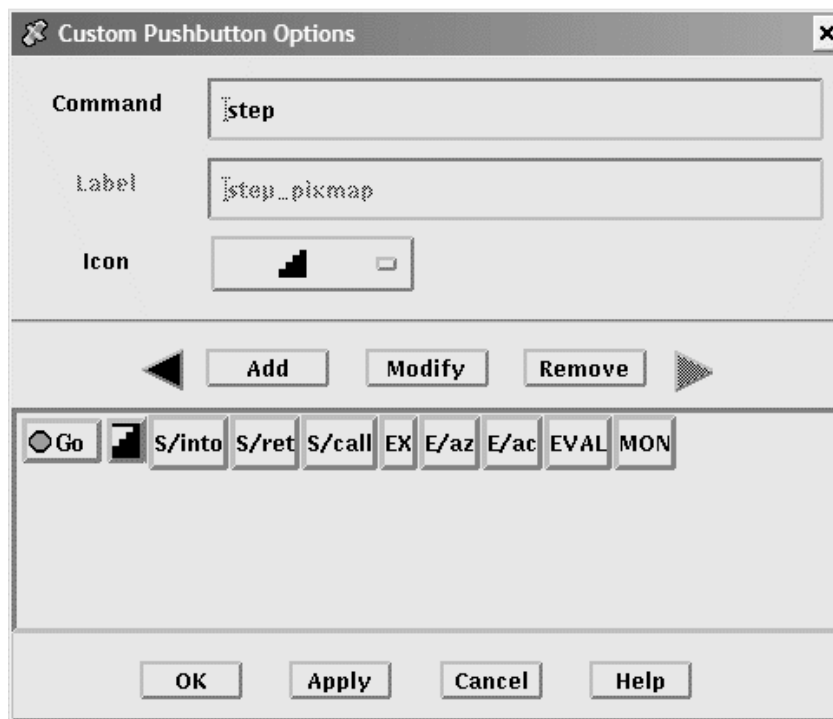 Custom Pushbutton Options
Command
step
Label
step_pixmap
Icon
Add Modify Remove
Go S/into S/ret S/call EX E/az E/ac EVAL MON
OK Apply Cancel Help